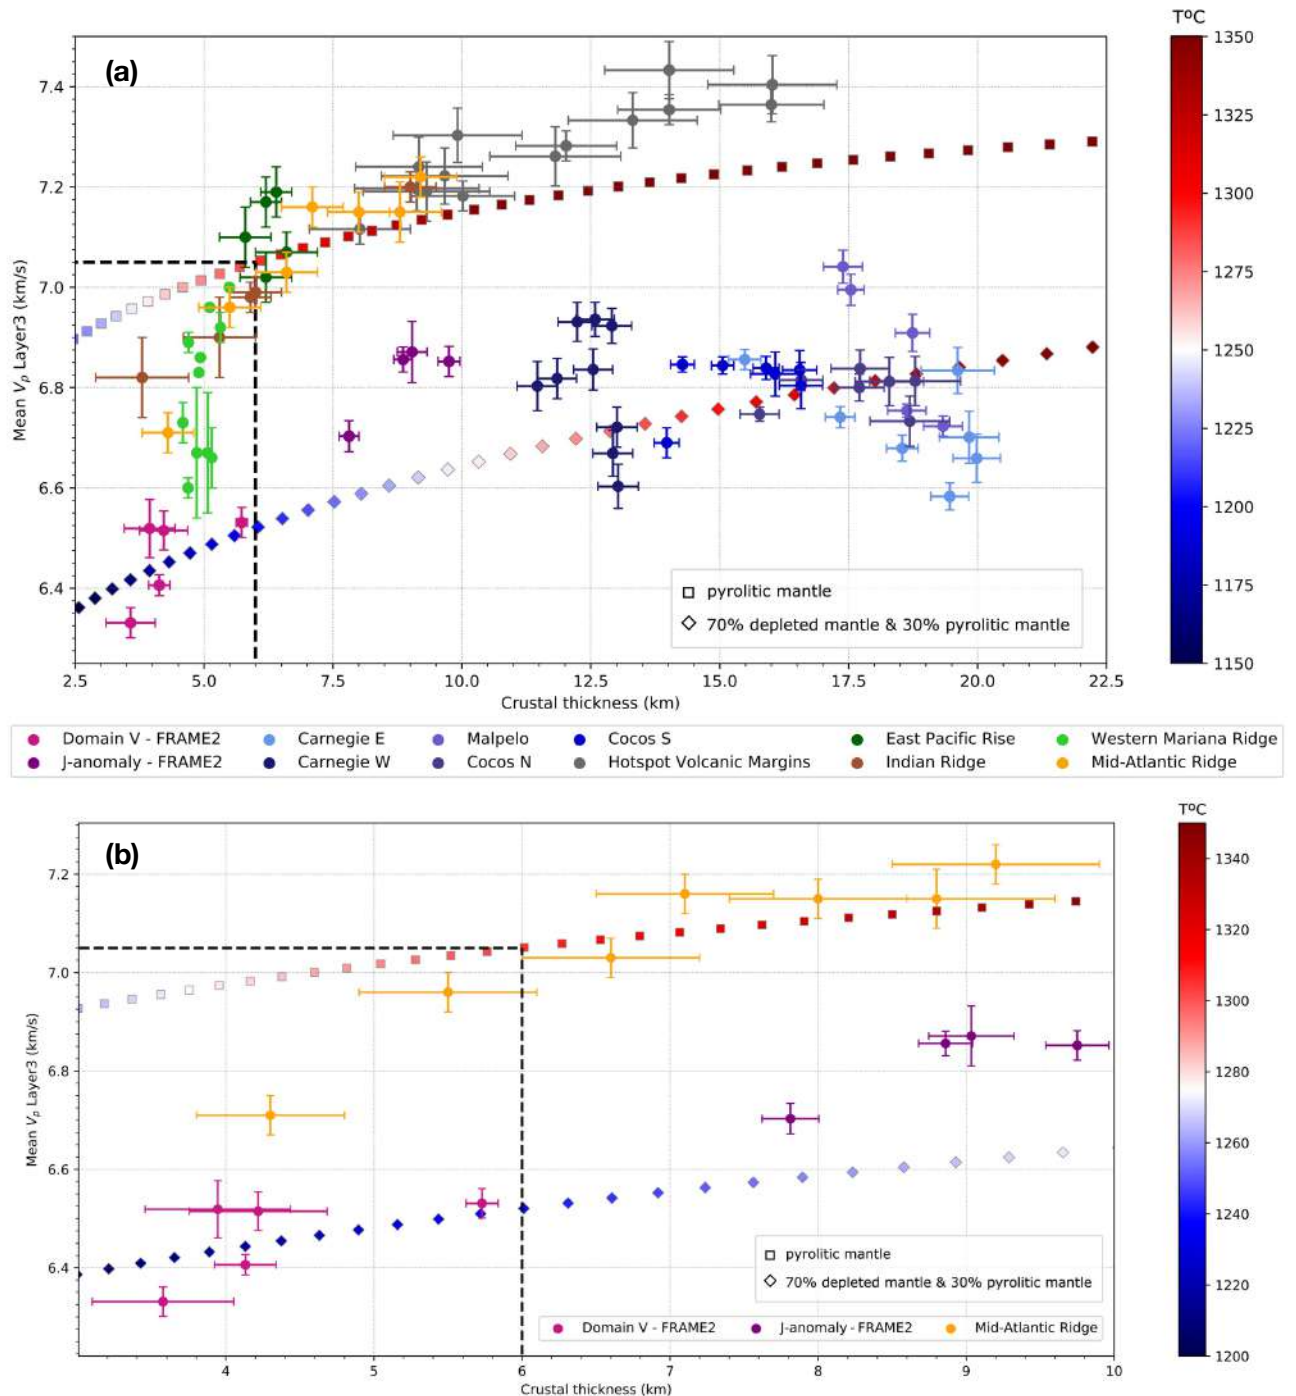 TºC
(a)
1350
7.4
1325
7.2
1300
Mean Vp Layer3 (km/s)
1275
7.0
1250
6.8
1225
6.6
1200
pyrolitic mantle
6.4
1175
70% depleted mantle & 30% pyrolitic mantle
1150
2.5 5.0 7.5 10.0 12.5 15.0 17.5 20.0 22.5
Crustal thickness (km)
Domain V - FRAME2 Carnegie E Malpelo Cocos S East Pacific Rise Western Mariana Ridge
J-anomaly - FRAME2 Carnegie W Cocos N Hotspot Volcanic Margins Indian Ridge Mid-Atlantic Ridge
TºC
(b)
1340
7.2
1320
7.0
1300
Mean Vp Layer3 (km/s)
6.8
1280
1260
6.6
1240
pyrolitic mantle
6.4
70% depleted mantle & 30% pyrolitic mantle
1220
Domain V - FRAME2 J-anomaly - FRAME2 Mid-Atlantic Ridge
1200
4 5 6 7 8 9 10
Crustal thickness (km)